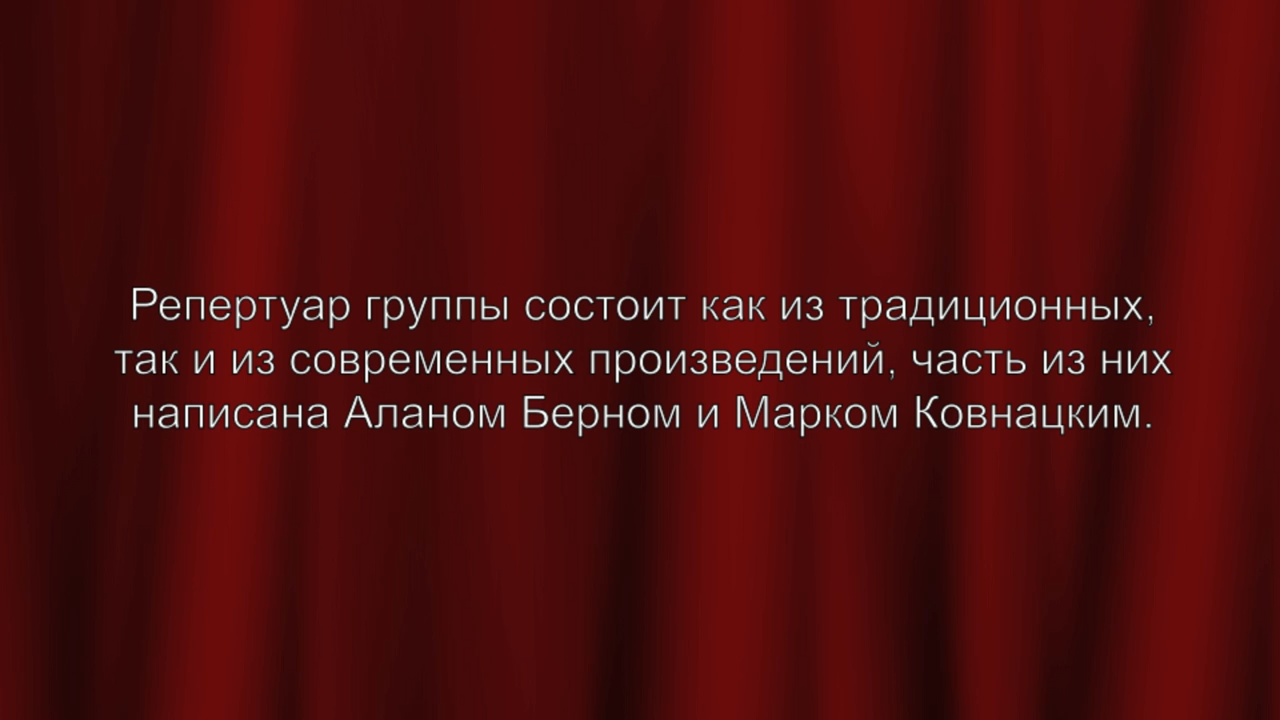 Репертуар группы состоит как из традиционных,
так и из современных произведений, часть из них
написана Аланом Берном и Марком Ковнацким.